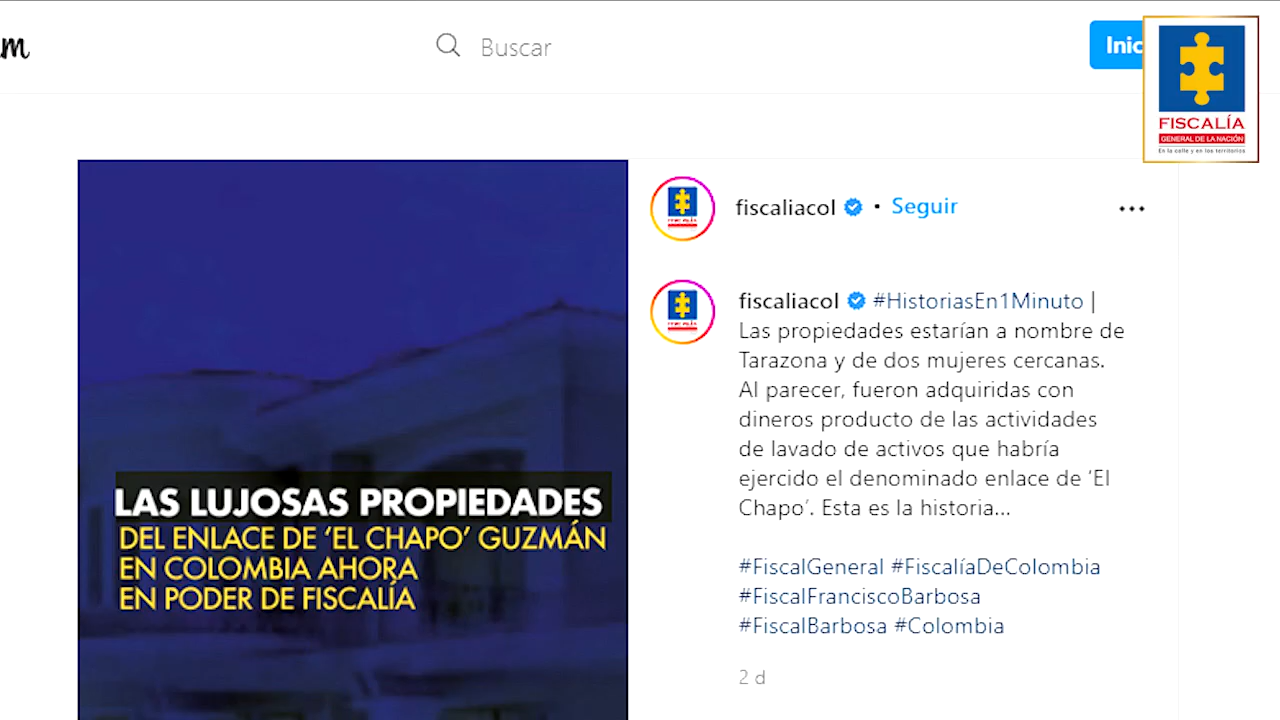 m
Buscar
Inic
FISCALÍA
GENERAL DE LA NACIÓN
En la calle y en los territorios
fiscaliacol • Seguir
fiscaliacol #HistoriasEn1Minuto |
Las propiedades estarían a nombre de
Tarazona y de dos mujeres cercanas.
Al parecer, fueron adquiridas con
dineros producto de las actividades
de lavado de activos que habría
ejercido el denominado enlace de ‘El
Chapo’. Esta es la historia...
#FiscalGeneral #FiscalíaDeColombia
#FiscalFranciscoBarbosa
#FiscalBarbosa #Colombia
2 d
LAS LUJOSAS PROPIEDADES
DEL ENLACE DE ‘EL CHAPO’ GUZMÁN
EN COLOMBIA AHORA
EN PODER DE FISCALÍA